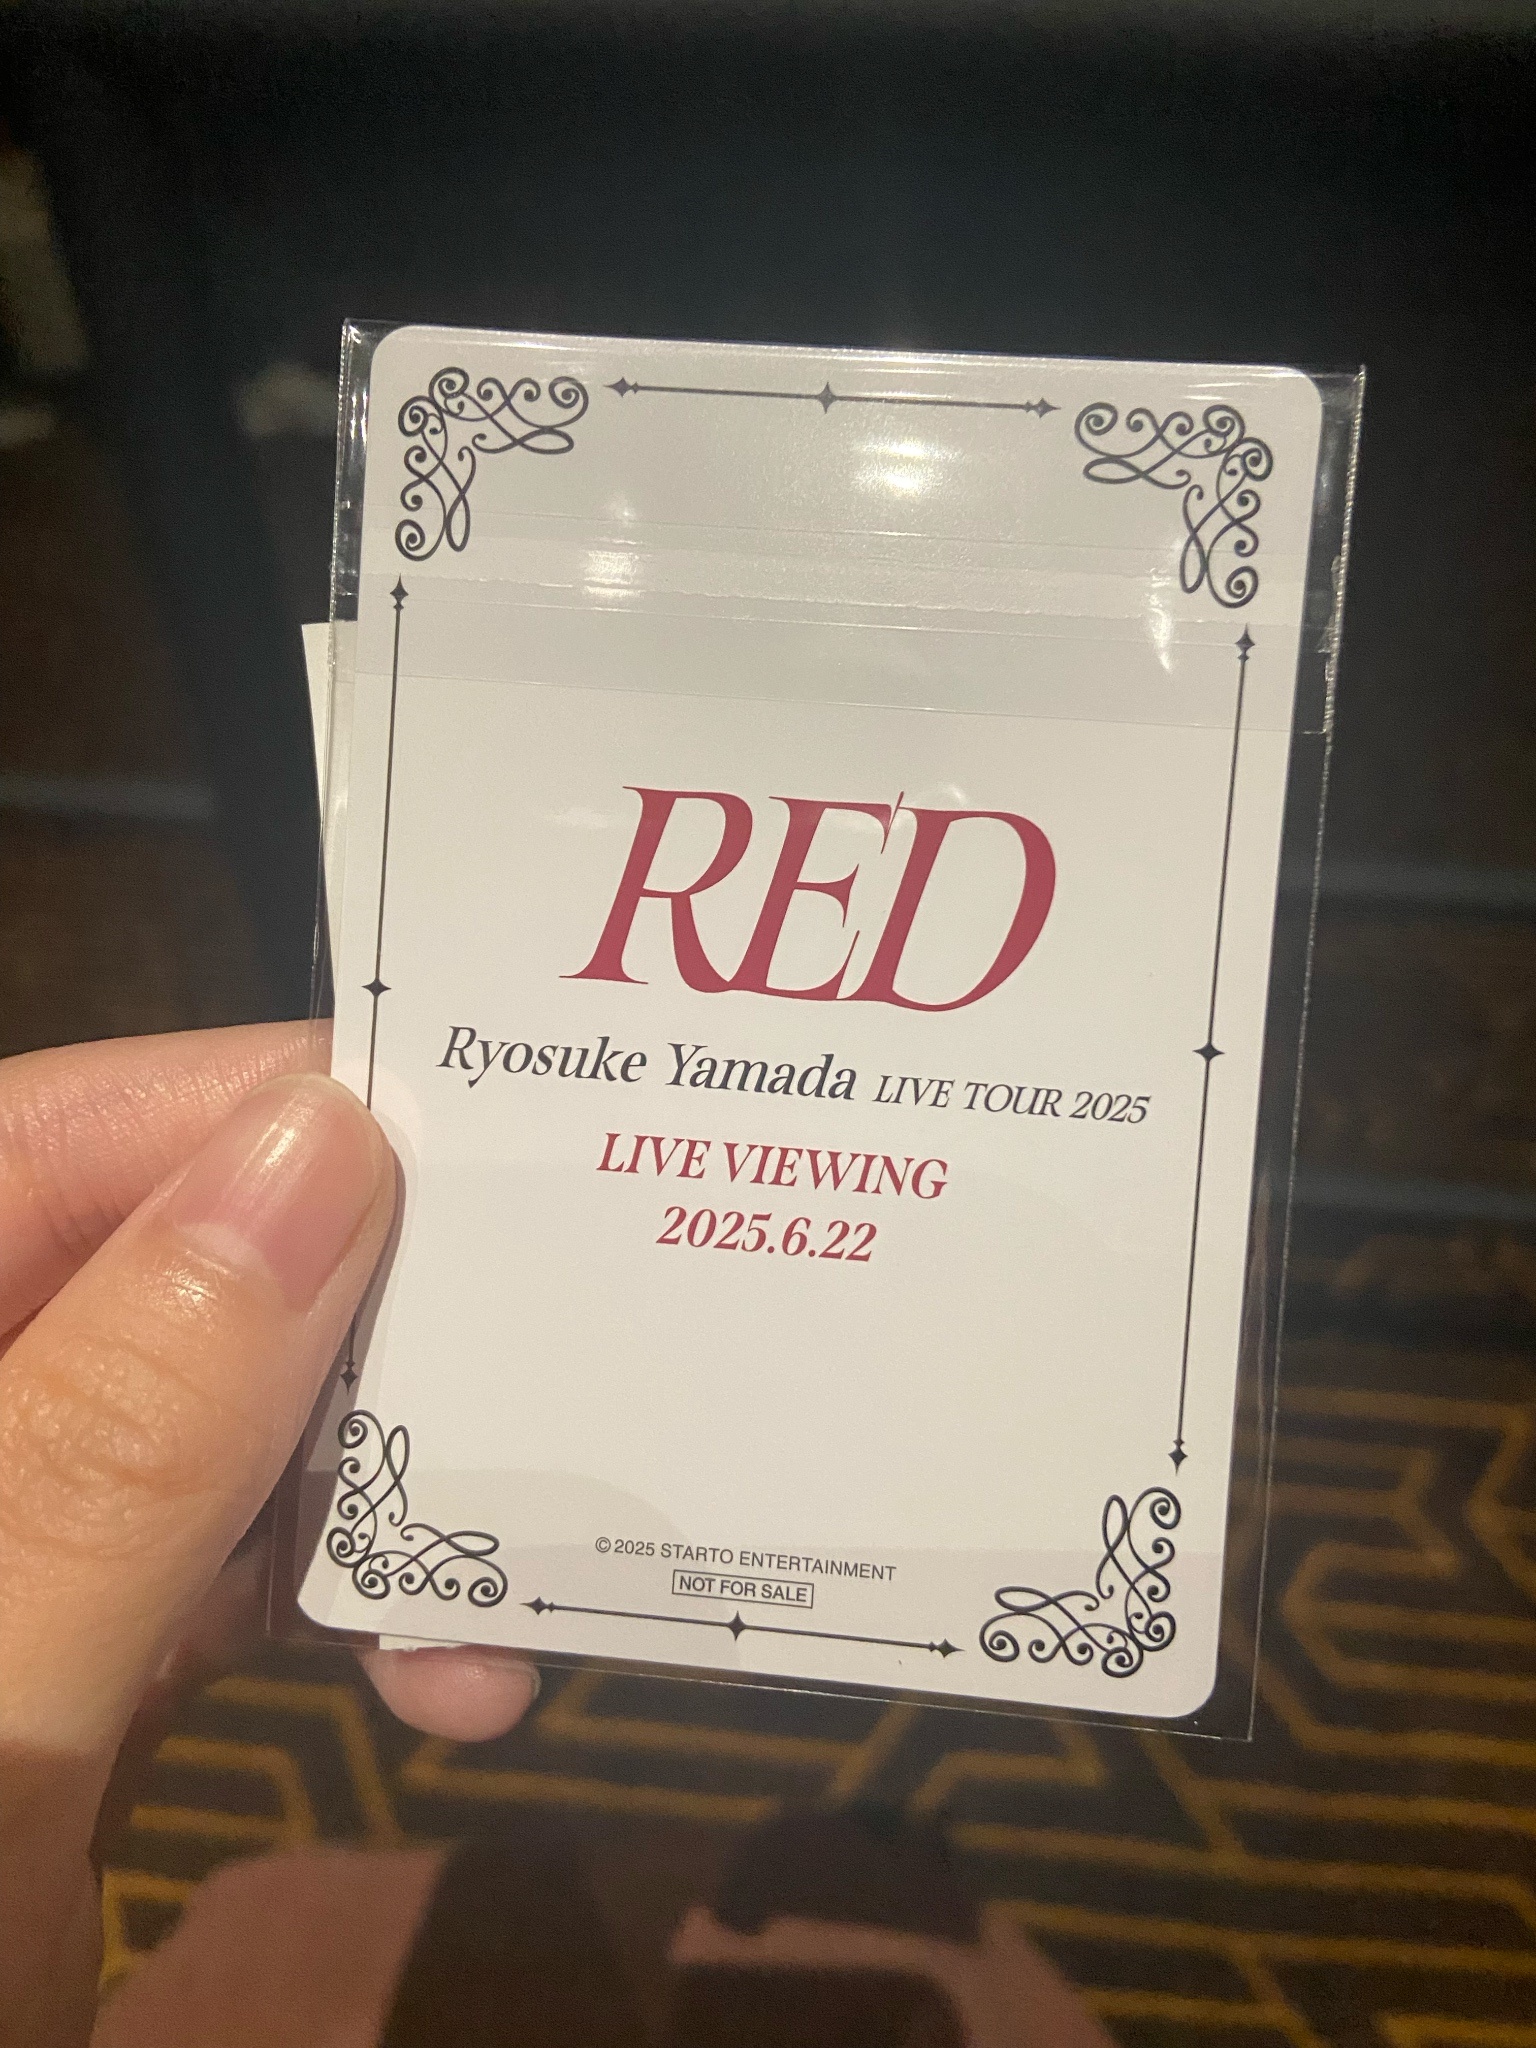 RED
Ryosuke Yamada LIVE TOUR 2025
LIVE VIEWING
2025.6.22
©2025 STARTO ENTERTAINMENT
NOT FOR SALE